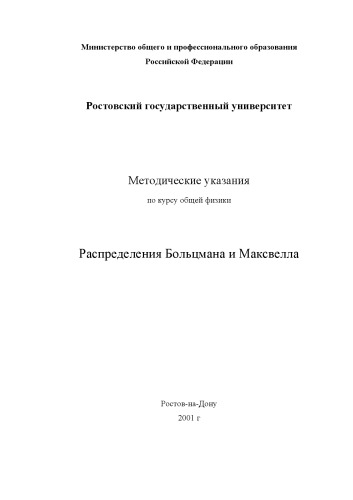 Министерство общего и профессионального образования
Российской Федерации
Ростовский государственный университет
Методические указания
по курсу общей физики
Распределения Больцмана и Максвелла
Ростов-на-Дону
2001 г